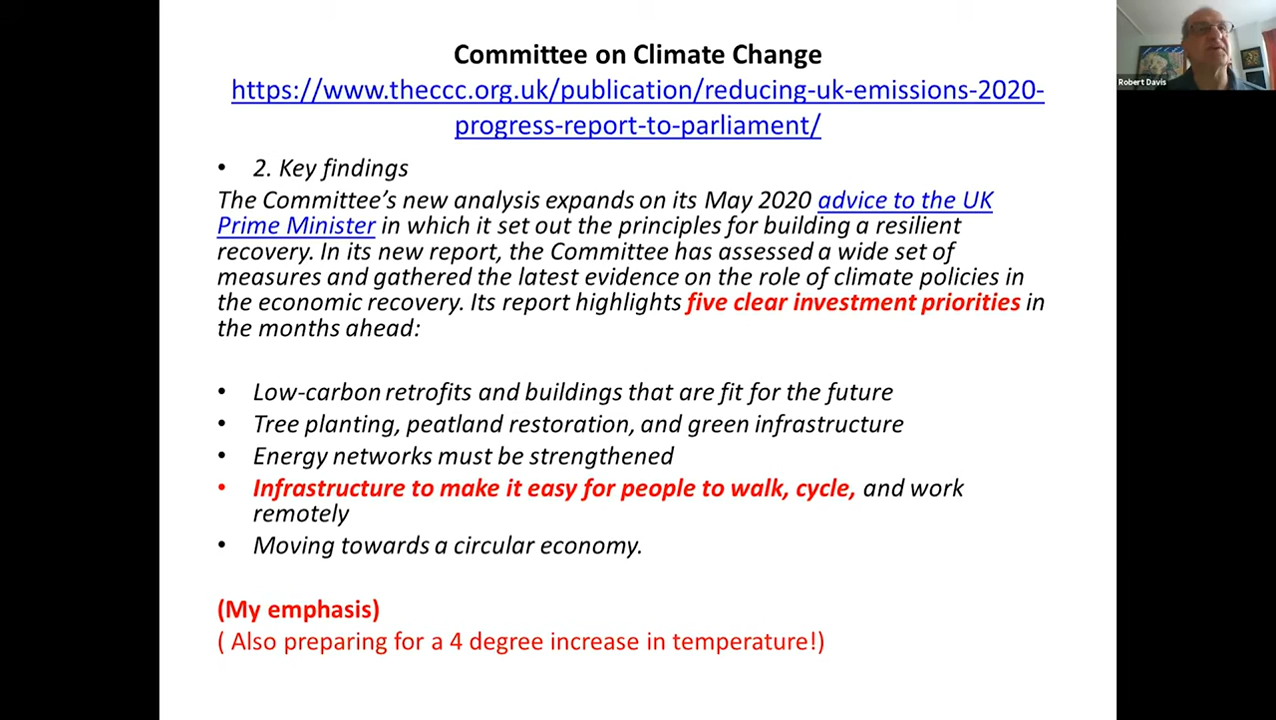 Committee on Climate Change
https://www.theccc.org.uk/publication/reducing-uk-emissions-2020-
progress-report-to-parliament/
Robert Davis
• 2. Key findings
The Committee's new analysis expands on its May 2020 advice to the UK
Prime Minister in which it set out the principles for building a resilient
recovery. In its new report, the Committee has assessed a wide set of
measures and gathered the latest evidence on the role of climate policies in
the economic recovery. Its report highlights five clear investment priorities in
the months ahead:
• Low-carbon retrofits and buildings that are fit for the future
• Tree planting, peatland restoration, and green infrastructure
• Energy networks must be strengthened
• Infrastructure to make it easy for people to walk, cycle, and work
remotely
• Moving towards a circular economy.
(My emphasis)
( Also preparing for a 4 degree increase in temperature!)